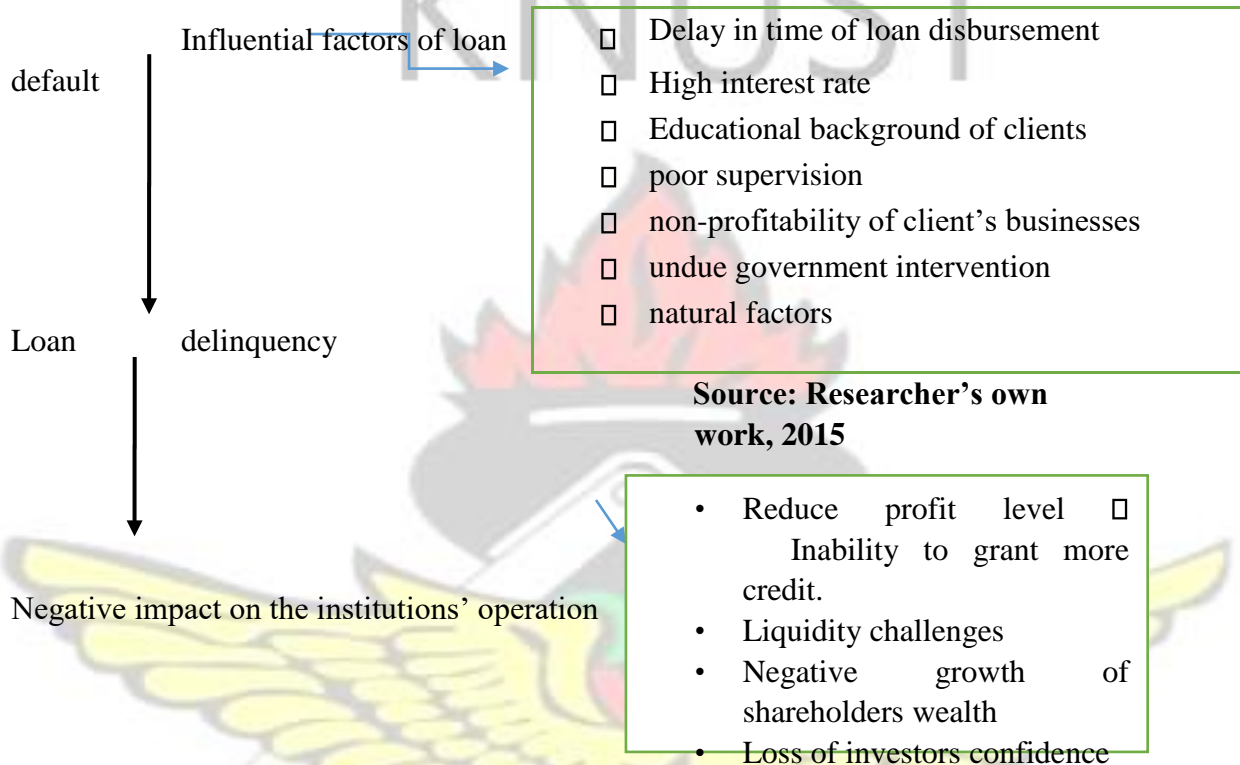 KNUST
Influential factors of loan
default
□ Delay in time of loan disbursement
□ High interest rate
□ Educational background of clients
□ poor supervision
□ non-profitability of client’s businesses
□ undue government intervention
□ natural factors
Loan delinquency
Source: Researcher’s own
work, 2015
Negative impact on the institutions’ operation
• Reduce profit level □
Inability to grant more
credit.
• Liquidity challenges
• Negative growth of
shareholders wealth
• Loss of investors confidence